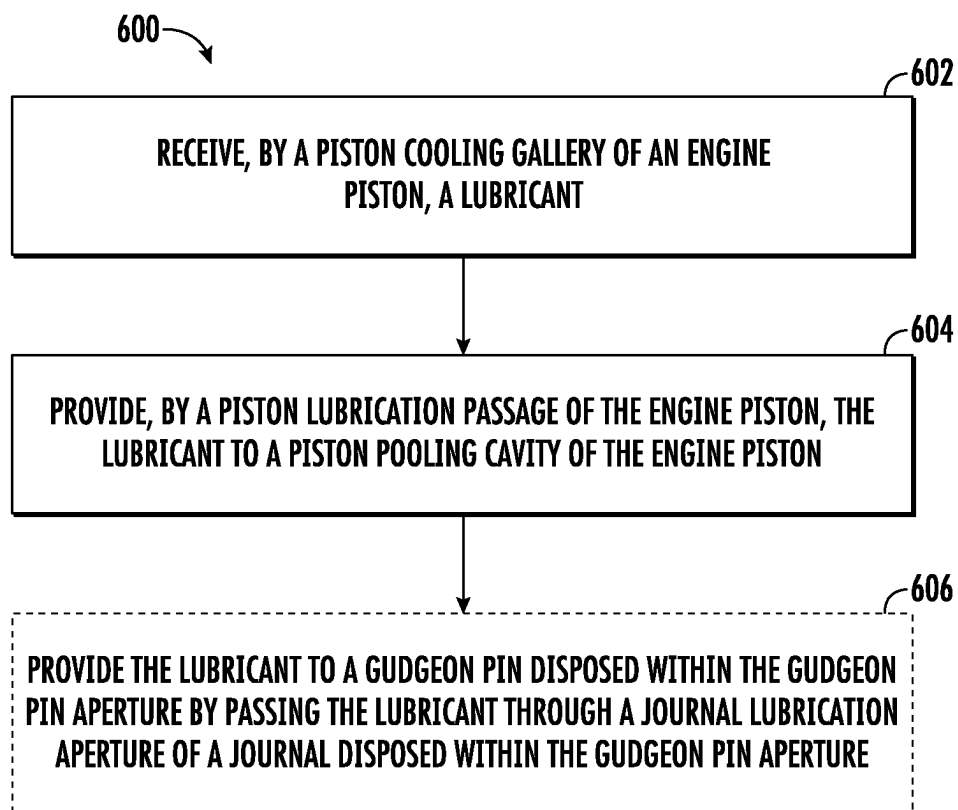 600
602
RECEIVE, BY A PISTON COOLING GALLERY OF AN ENGINE
PISTON, A LUBRICANT
604
PROVIDE, BY A PISTON LUBRICATION PASSAGE OF THE ENGINE PISTON, THE
LUBRICANT TO A PISTON POOLING CAVITY OF THE ENGINE PISTON
606
PROVIDE THE LUBRICANT TO A GUDGEON PIN DISPOSED WITHIN THE GUDGEON
PIN APERTURE BY PASSING THE LUBRICANT THROUGH A JOURNAL LUBRICATION
APERTURE OF A JOURNAL DISPOSED WITHIN THE GUDGEON PIN APERTURE